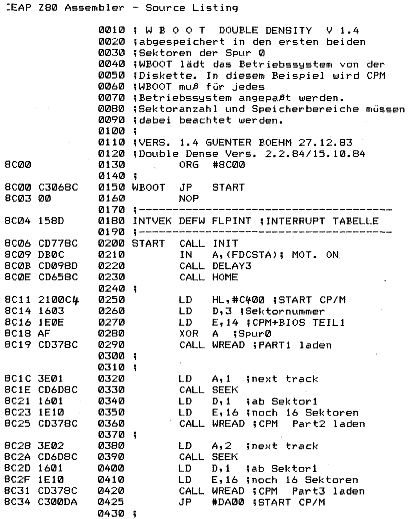 ZEAP Z80 Assembler - Source Listing
0010 ; W B O O T   DOUBLE DENSITY  V 1.4
0020 ;abgespeichert in den ersten beiden
0030 ;Sektoren der Spur 0
0040 ;WBOOT lädt das Betriebssystem von der
0050 ;Diskette. In diesem Beispiel wird CPM
0060 ;WBOOT muß für jedes
0070 ;Betriebssystem angepaßt werden.
0080 ;Sektoranzahl und Speicherbereiche müssen
0090 ;dabei beachtet werden.
0100 ;
0110 ;VERS. 1.4 GUENTER BOEHM 27.12.83
0120 ;Double Dense Vers. 2.2.84/15.10.84
8C00 0130 ORG #8C00
0140 ;
8C00 C3068C 0150 WBOOT JP START
8C03 00 0160 NOP
0170 ;----------------------------------------
8C04 158D 0180 INTVEK DEFW FLPINT ;INTERRUPT TABELLE
0190 ;----------------------------------------
8C06 CD778C 0200 START CALL INIT
8C09 DB0C 0210 IN A,(FDCSTA); MOT. ON
8C0B CD098D 0220 CALL DELAY3
8C0E CD658C 0230 CALL HOME
0240 ;
8C11 2100C4 0250 LD HL,#C400 ;START CP/M
8C14 1603 0260 LD D,3 ;Sektornummer
8C16 1E0E 0270 LD E,14 ;CPM+BIOS TEIL1
8C18 AF 0280 XOR A ;Spur0
8C19 CD378C 0290 CALL WREAD ;PART1 laden
0300 ;
0310 ;
8C1C 3E01 0320 LD A,1 ;next track
8C1E CD6D8C 0330 CALL SEEK
8C21 1601 0340 LD D,1 ;ab Sektor1
8C23 1E10 0350 LD E,16 ;noch 16 Sektoren
8C25 CD378C 0360 CALL WREAD ;CPM Part2 laden
0370 ;
8C28 3E02 0380 LD A,2 ;next track
8C2A CD6D8C 0390 CALL SEEK
8C2D 1601 0400 LD D,1 ;ab Sektor1
8C2F 1E10 0410 LD E,16 ;noch 16 Sektoren
8C31 CD378C 0420 CALL WREAD ;CPM Part3 laden
8C34 C300DA 0425 JP #DA00 ;START CP/M
0430 ;